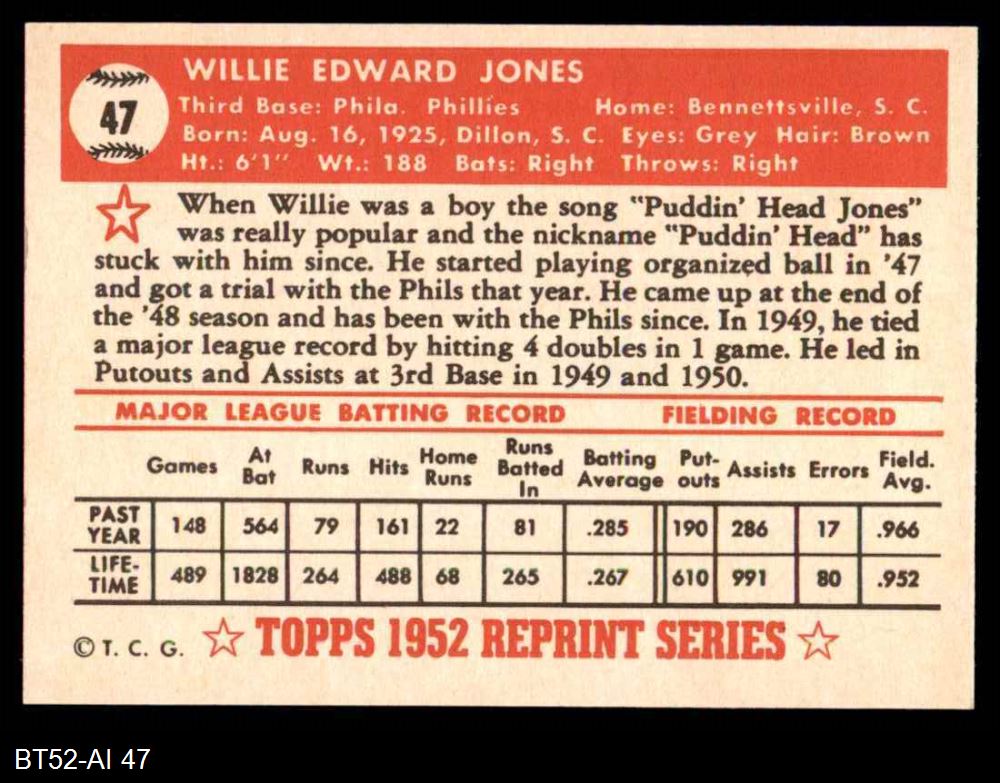 WILLIE EDWARD JONES
47
Third Base: Phila. Phillies Home: Bennettsville, S. C.
Born: Aug. 16, 1925, Dillon, S. C. Eyes: Grey Hair: Brown
Ht.: 6'1" Wt.: 188 Bats: Right Throws: Right
When Willie was a boy the song "Puddin' Head Jones"
was really popular and the nickname "Puddin' Head" has
stuck with him since. He started playing organized ball in '47
and got a trial with the Phils that year. He came up at the end of
the '48 season and has been with the Phils since. In 1949, he tied
a major league record by hitting 4 doubles in 1 game. He led in
Putouts and Assists at 3rd Base in 1949 and 1950.
MAJOR LEAGUE BATTING RECORD FIELDING RECORD
Games At Bat Runs Hits Home Runs Runs Batted In Batting Average Put-outs Assists Errors Field. Avg.
PAST YEAR 148 564 79 161 22 81 .285 190 286 17 .966
LIFE-TIME 489 1828 264 488 68 265 .267 610 991 80 .952
© T. C. G. ☆ TOPPS 1952 REPRINT SERIES ☆
BT52-AI 47